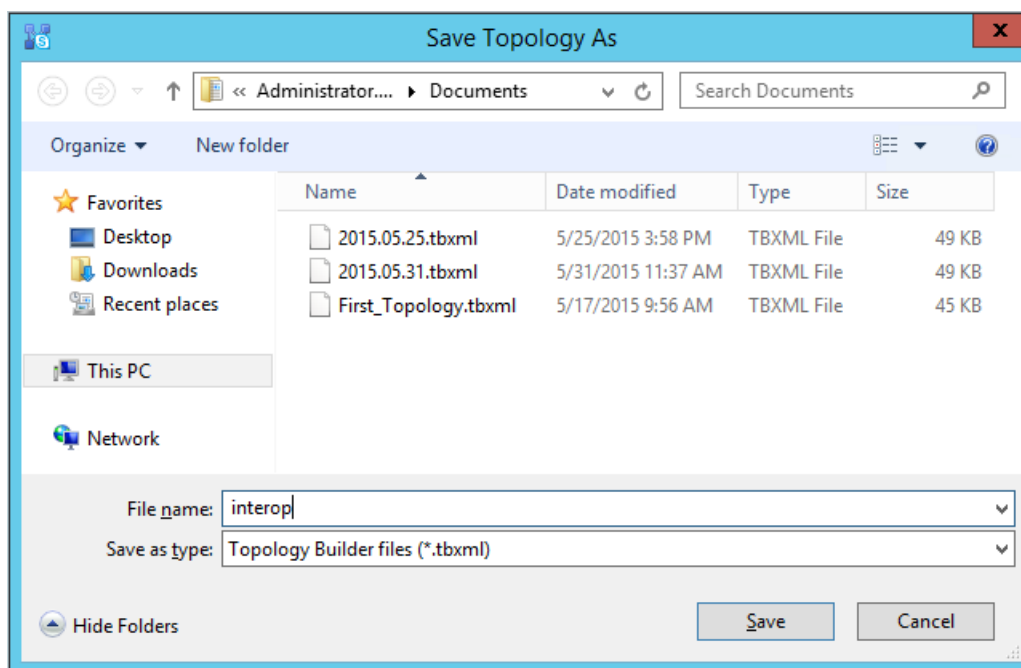 Save Topology As
x
« Administrator.... Documents
Search Documents
Organize
New folder
Favorites
Desktop
Downloads
Recent places
This PC
Network
Name Date modified Type Size
2015.05.25.tbxml 5/25/2015 3:58 PM TBXML File 49 KB
2015.05.31.tbxml 5/31/2015 11:37 AM TBXML File 49 KB
First_Topology.tbxml 5/17/2015 9:56 AM TBXML File 45 KB
File name: interop
Save as type: Topology Builder files (*.tbxml)
Hide Folders
Save
Cancel